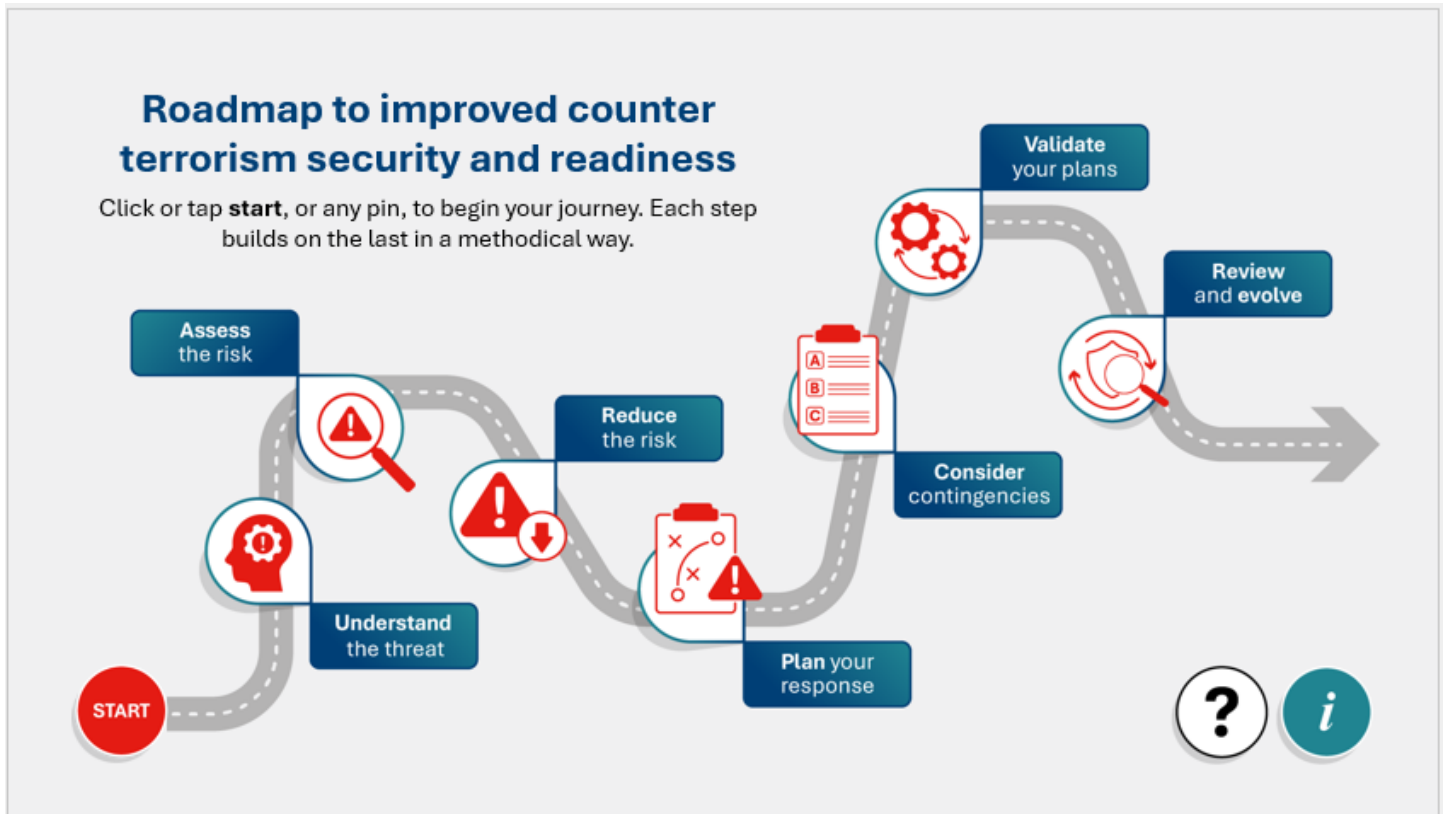 Roadmap to improved counter
terrorism security and readiness
Click or tap start, or any pin, to begin your journey. Each step
builds on the last in a methodical way.
START
Understand
the threat
Assess
the risk
Reduce
the risk
Plan your
response
A
B
C
Consider
contingencies
Validate
your plans
Review
and evolve
?
i